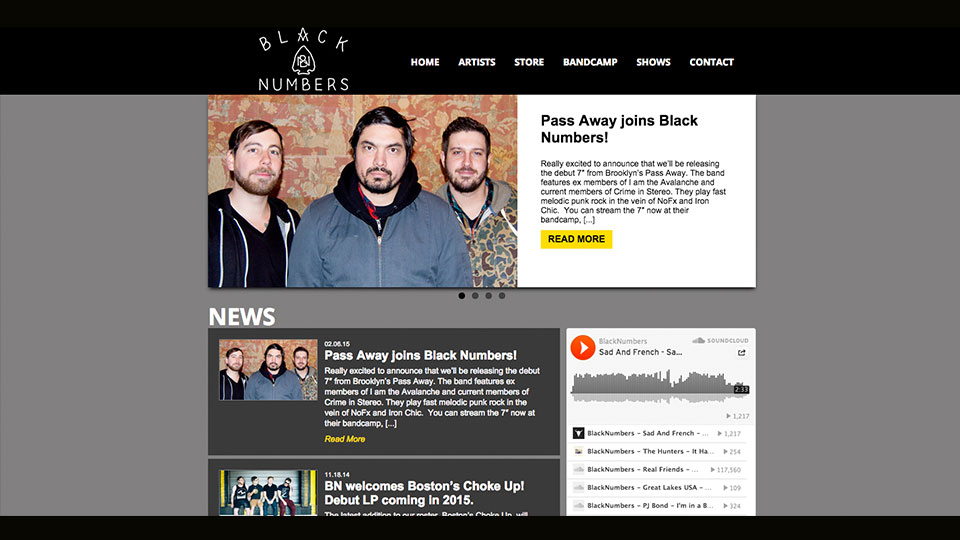 BLACK
BN
NUMBERS
HOME ARTISTS STORE BANDCAMP SHOWS CONTACT
Pass Away joins Black
Numbers!
Really excited to announce that we'll be releasing
the debut 7" from Brooklyn's Pass Away. The band
features ex members of I am the Avalanche and
current members of Crime in Stereo. They play fast
melodic punk rock in the vein of NoFx and Iron
Chic.  You can stream the 7" now at their
bandcamp, [...]
READ MORE
NEWS
02.06.15
Pass Away joins Black Numbers!
Really excited to announce that we'll be releasing the debut
7" from Brooklyn's Pass Away. The band features ex
members of I am the Avalanche and current members of
Crime in Stereo. They play fast melodic punk rock in the
vein of NoFx and Iron Chic.  You can stream the 7" now at
their bandcamp, [...]
Read More
11.18.14
BN welcomes Boston's Choke Up!
Debut LP coming in 2015.
The latest addition to our roster, Boston's Choke Up, will
BlackNumbers
SOUNDCLOUD
Sad And French - Sa...
2:33
1,217
BlackNumbers - Sad And French - ... 1,217
BlackNumbers - The Hunters - It Ha... 254
BlackNumbers - Real Friends - ... 117,360
BlackNumbers - Great Lakes USA - ... 109
BlackNumbers - PJ Bond - I'm in a B... 324